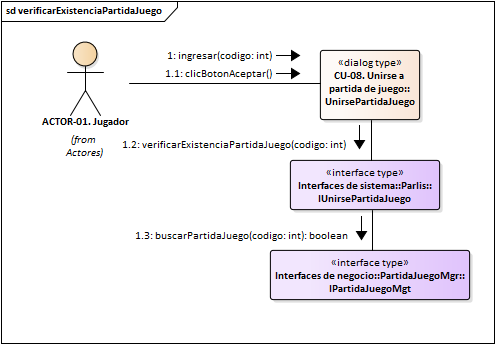 sd verificarExistenciaPartidaJuego
1: ingresar(codigo: int)
1.1: clicBotonAceptar()
«dialog type»
CU-08. Unirse a
partida de juego::
UnirsePartidaJuego
ACTOR-01. Jugador
(from
Actores)
1.2: verificarExistenciaPartidaJuego(codigo: int)
«interface type»
Interfaces de sistema::Parlis::
IUnirsePartidaJuego
1.3: buscarPartidaJuego(codigo: int): boolean
«interface type»
Interfaces de negocio::PartidaJuegoMgr::
IPartidaJuegoMgt